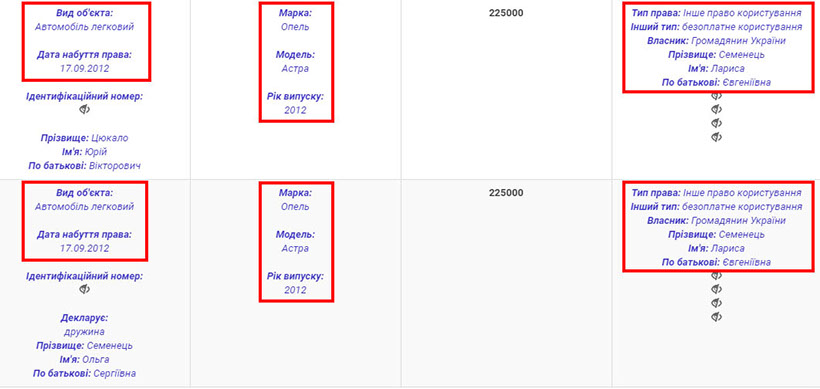 Вид об'єкта:
Автомобіль легковий
Дата набуття права:
17.09.2012
Ідентифікаційний номер:
Прізвище: Цюкало
Ім'я: Юрій
По батькові: Вікторович
Марка:
Опель
Модель:
Астра
Рік випуску:
2012
225000
Тип права: Інше право користування
Інший тип: безоплатне користування
Власник: Громадянин України
Прізвище: Семенець
Ім'я: Лариса
По батькові: Євгеніївна
Вид об'єкта:
Автомобіль легковий
Дата набуття права:
17.09.2012
Ідентифікаційний номер:
Декларує:
дружина
Прізвище: Семенець
Ім'я: Ольга
По батькові: Сергіївна
Марка:
Опель
Модель:
Астра
Рік випуску:
2012
225000
Тип права: Інше право користування
Інший тип: безоплатне користування
Власник: Громадянин України
Прізвище: Семенець
Ім'я: Лариса
По батькові: Євгеніївна